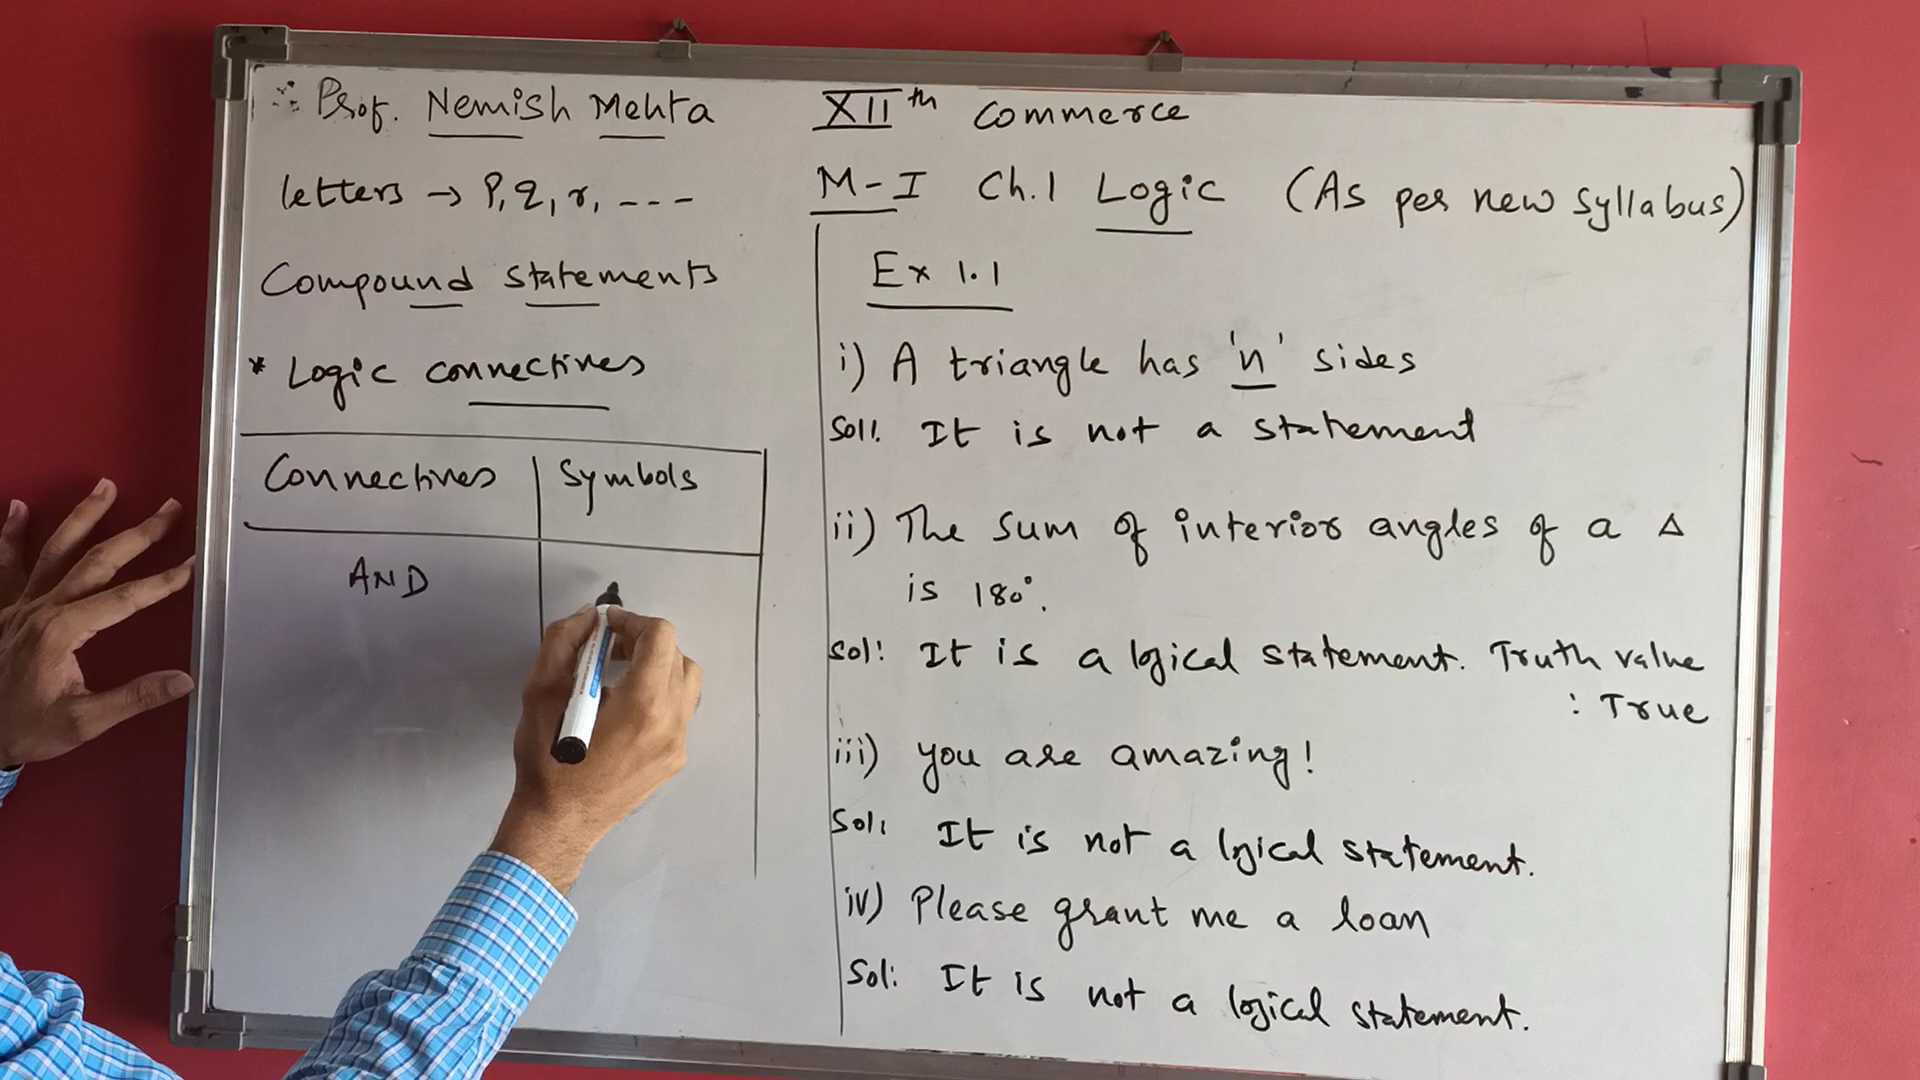 Prof. Nemish Mehta
letters → p, q, r, ---
Compound statements
* Logic connectives
Connectives Symbols
AND
XIIth Commerce
M-I Ch.1 Logic (As per new syllabus)
Ex 1.1
i) A triangle has 'n' sides
Sol: It is not a statement
ii) The sum of interior angles of a Δ
is 180°.
Sol: It is a logical statement. Truth value
: True
iii) You are amazing!
Sol: It is not a logical statement.
iv) Please grant me a loan
Sol: It is not a logical statement.